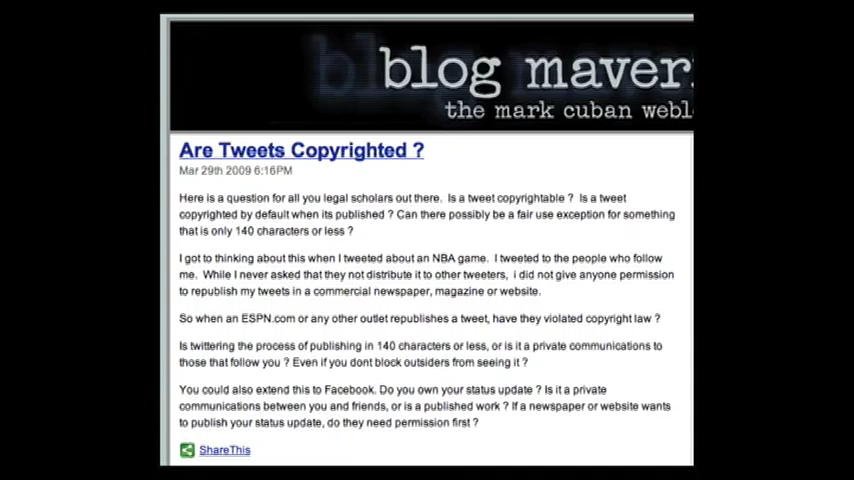 blog maver
the mark cuban webl
Are Tweets Copyrighted ?
Mar 29th 2009 6:16PM
Here is a question for all you legal scholars out there. Is a tweet copyrightable ? Is a tweet
copyrighted by default when its published ? Can there possibly be a fair use exception for something
that is only 140 characters or less ?
I got to thinking about this when I tweeted about an NBA game. I tweeted to the people who follow
me. While I never asked that they not distribute it to other tweeters, i did not give anyone permission
to republish my tweets in a commercial newspaper, magazine or website.
So when an ESPN.com or any other outlet republishes a tweet, have they violated copyright law ?
Is twittering the process of publishing in 140 characters or less, or is it a private communications to
those that follow you ? Even if you dont block outsiders from seeing it ?
You could also extend this to Facebook. Do you own your status update ? Is it a private
communications between you and friends, or is a published work ? If a newspaper or website wants
to publish your status update, do they need permission first ?
ShareThis